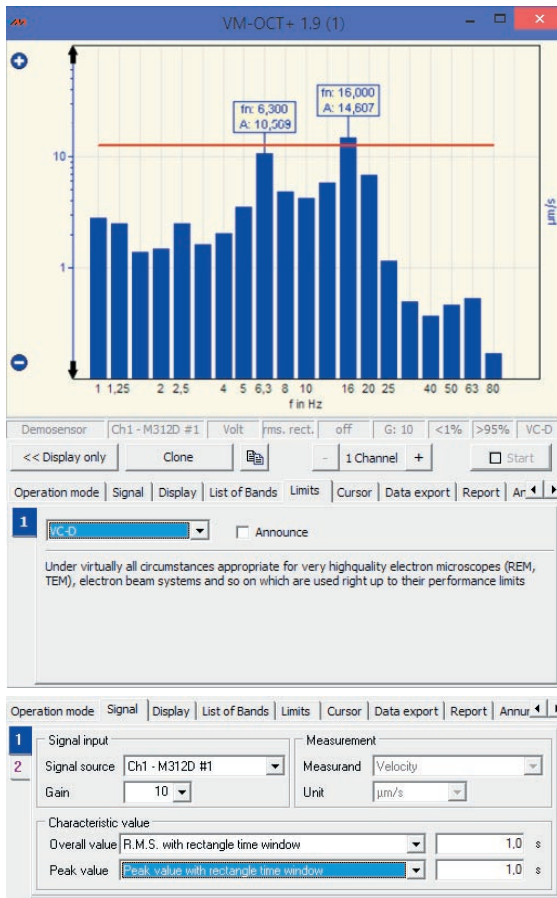 VM-OCT+ 1.9 (1)
fn: 6,300
A: 10,509
fn: 16,000
A: 14,607
10
1
µm/s
1 1,25 2 2,5 4 5 6,3 8 10 16 20 25 40 50 63 80
f in Hz
Demosensor Ch1 - M312D #1 Volt rms. rect. off G: 10 <1% >95% VC-D
<< Display only Clone - 1 Channel + Start
Operation mode Signal Display List of Bands Limits Cursor Data export Report
1 VC-D Announce
Under virtually all circumstances appropriate for very highquality electron microscopes (REM,
TEM), electron beam systems and so on which are used right up to their performance limits
Operation mode Signal Display List of Bands Limits Cursor Data export Report
1
2
Signal input
Signal source Ch1 - M312D #1
Gain 10
Measurement
Measurand Velocity
Unit µm/s
Characteristic value
Overall value R.M.S. with rectangle time window 1,0 s
Peak value Peak value with rectangle time window 1,0 s